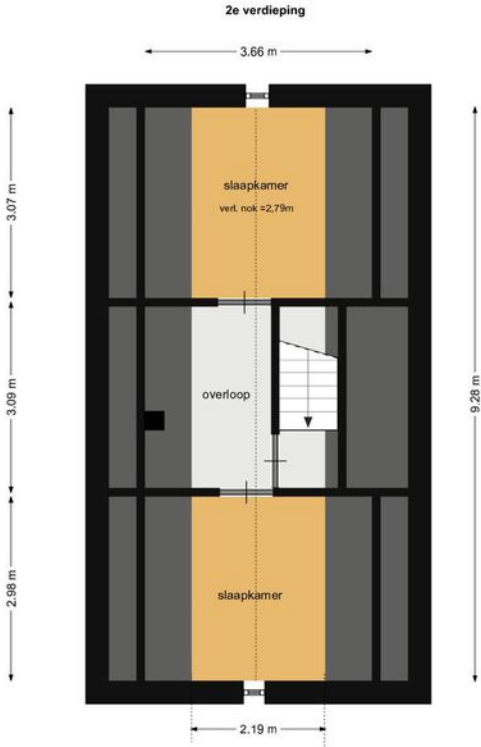 2e verdieping
3.66 m
3.07 m
slaapkamer
verl. nok =2,79m
3.09 m
overloop
9.28 m
2.98 m
slaapkamer
2.19 m